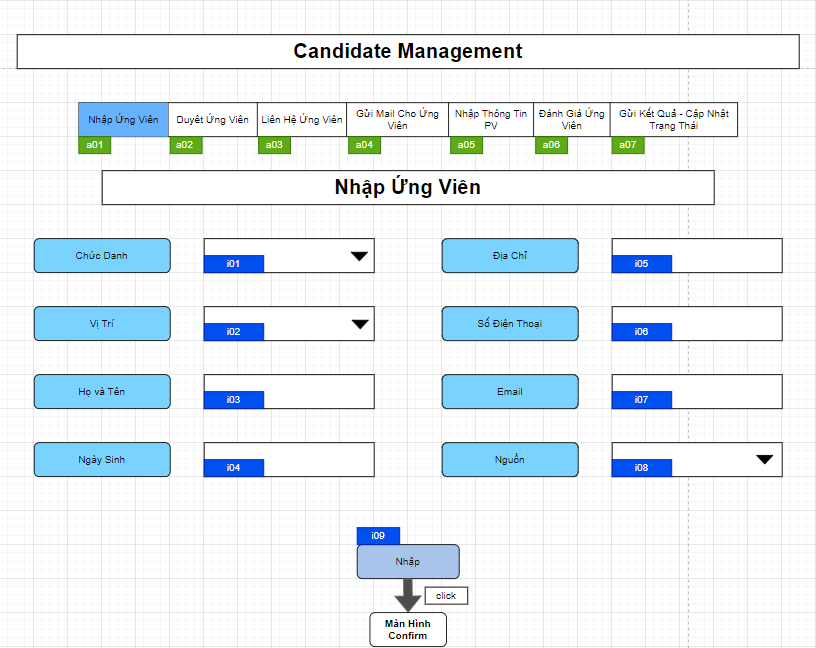 Candidate Management
Nhập Ứng Viên
Duyệt Ứng Viên
Liên Hệ Ứng Viên
Gửi Mail Cho Ứng
Viên
Nhập Thông Tin
PV
Đánh Giá Ứng
Viên
Gửi Kết Quả - Cập Nhật
Trạng Thái
a01
a02
a03
a04
a05
a06
a07
Nhập Ứng Viên
Chức Danh
i01
Địa Chỉ
i05
Vị Trí
i02
Số Điện Thoại
i06
Họ và Tên
i03
Email
i07
Ngày Sinh
i04
Nguồn
i08
i09
Nhập
click
Màn Hình
Confirm